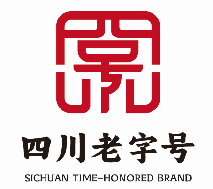 四川老字号
SICHUAN TIME-HONORED BRAND